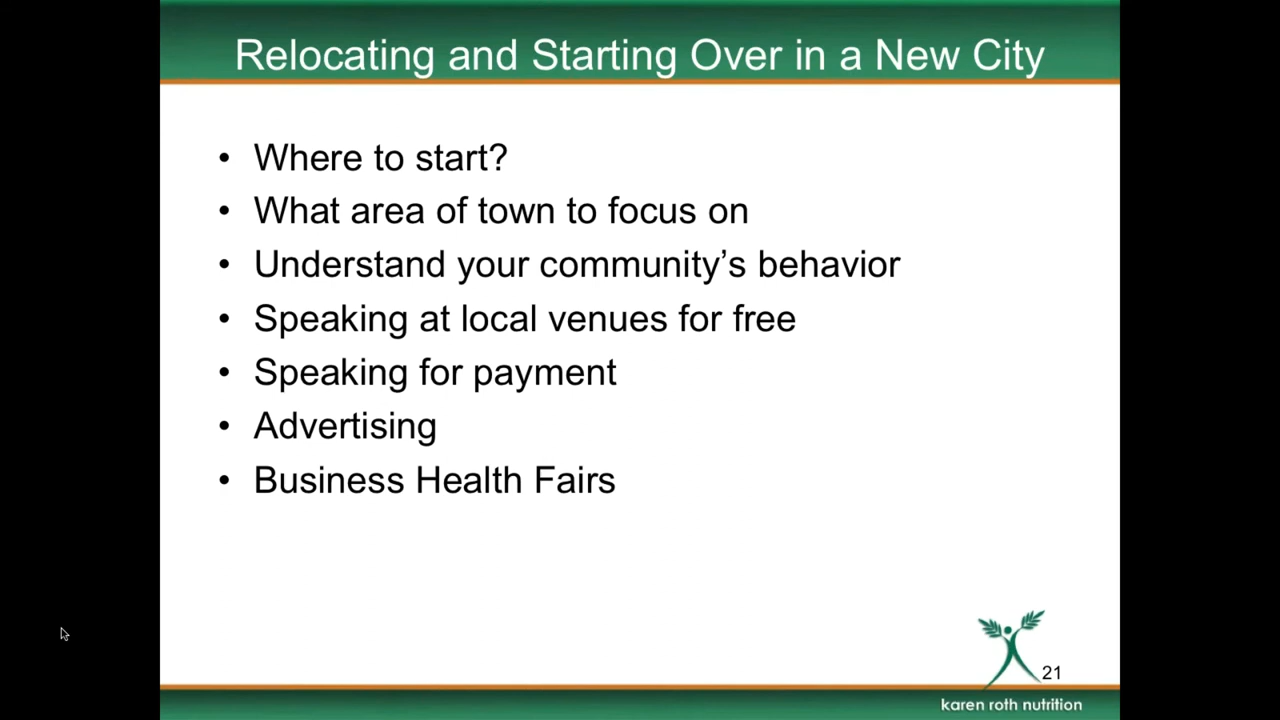 Relocating and Starting Over in a New City
• Where to start?
• What area of town to focus on
• Understand your community’s behavior
• Speaking at local venues for free
• Speaking for payment
• Advertising
• Business Health Fairs
21
karen roth nutrition